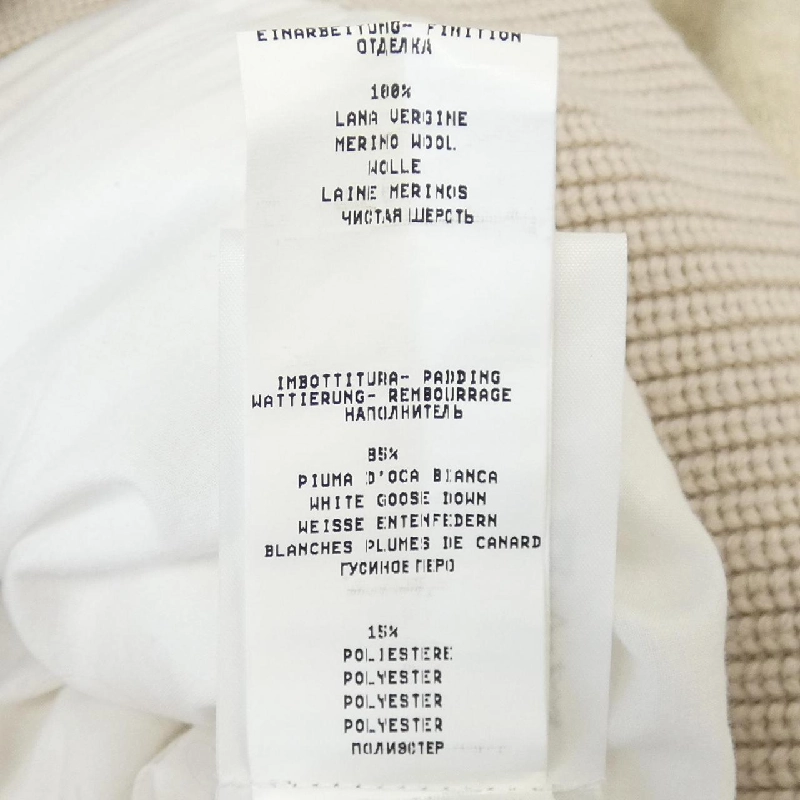 EINARBEITUNG- FINITION
ОТДЕЛКА
100%
LANA VERGINE
MERINO WOOL
WOLLE
LAINE MERINOS
ЧИСТАЯ ШЕРСТЬ
IMBOTTITURA- PADDING
WATTIERUNG- REMBOURRAGE
НАПОЛНИТЕЛЬ
85%
PIUMA D'OCA BIANCA
WHITE GOOSE DOWN
WEISSE ENTENFEDERN
BLANCHES PLUMES DE CANARD
ГУСИНОЕ ПЕРО
15%
POLIESTERE
POLYESTER
POLYESTER
POLYESTER
ПОЛИЭСТЕР